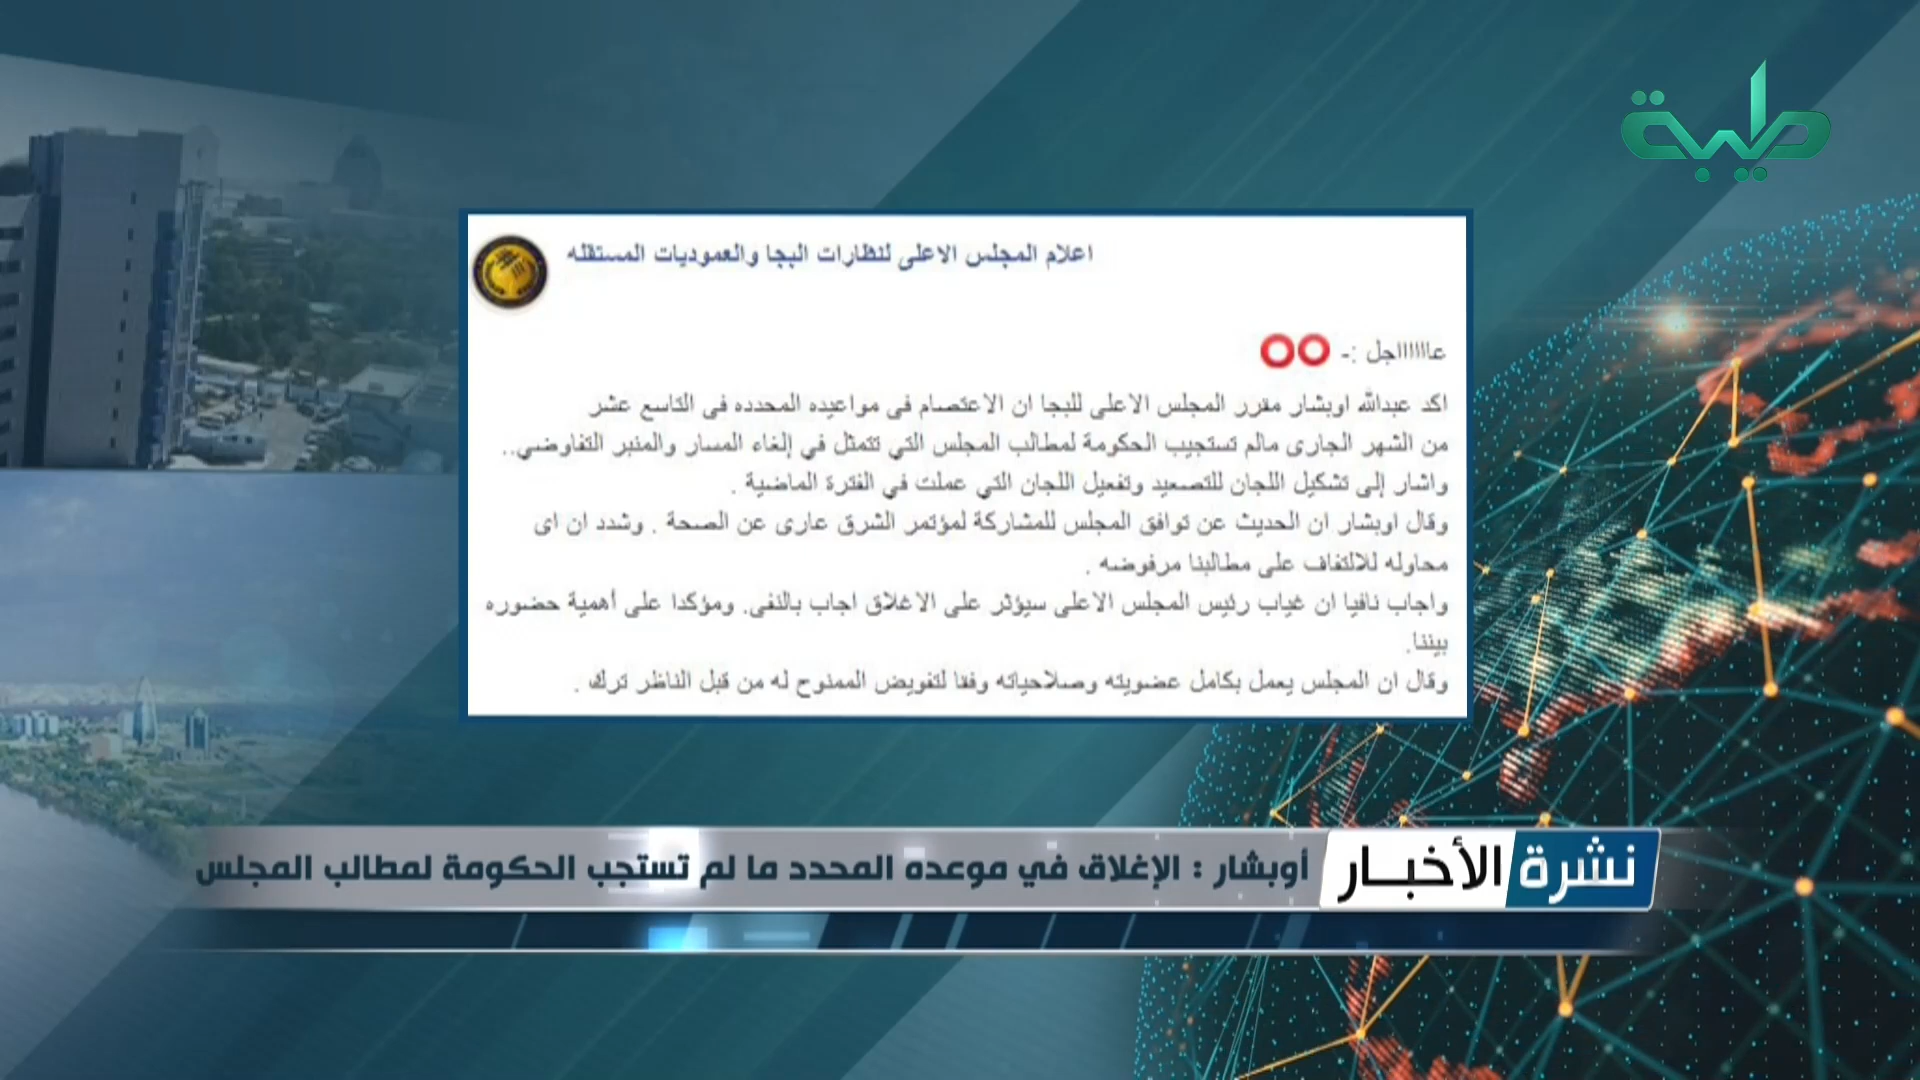 طيبة
اعلام المجلس الاعلى لنظارات البجا والعموديات المستقله
عاااااااجل :-
اكد عبدالله اوبشار مقرر المجلس الاعلى للبجا ان الاعتصام فى مواعيده المحدده فى التاسع عشر
من الشهر الجارى مالم تستجيب الحكومة لمطالب المجلس التي تتمثل في إلغاء المسار والمنبر التفاوضي..
واشار إلى تشكيل اللجان للتصعيد وتفعيل اللجان التي عملت في الفترة الماضية .
وقال اوبشار ان الحديث عن توافق المجلس للمشاركة لمؤتمر الشرق عارى عن الصحة . وشدد ان اى
محاوله للالتفاف على مطالبنا مرفوضه .
واجاب نافيا ان غياب رئيس المجلس الاعلى سيؤثر على الاغلاق اجاب بالنفى. ومؤكدا على أهمية حضوره
بيننا.
وقال ان المجلس يعمل بكامل عضويته وصلاحياته وفقا لتفويض الممنوح له من قبل الناظر ترك .
نشرة الأخبار
أوبشار : الإغلاق في موعده المحدد ما لم تستجب الحكومة لمطالب المجلس